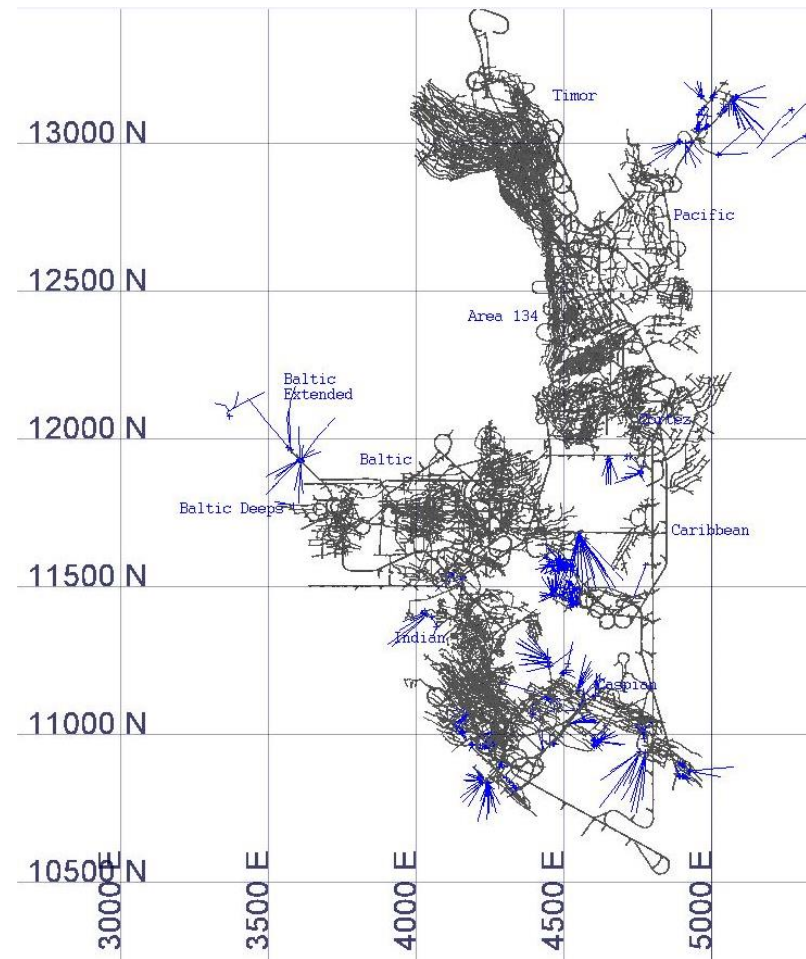 Timor
13000 N
Pacific
12500 N
Area 134
Baltic
Extended
12000 N
Cortez
Baltic
Baltic Deeps
Caribbean
11500 N
Indian
Caspian
11000 N
10500 N
3000 E
3500 E
4000 E
4500 E
5000 E